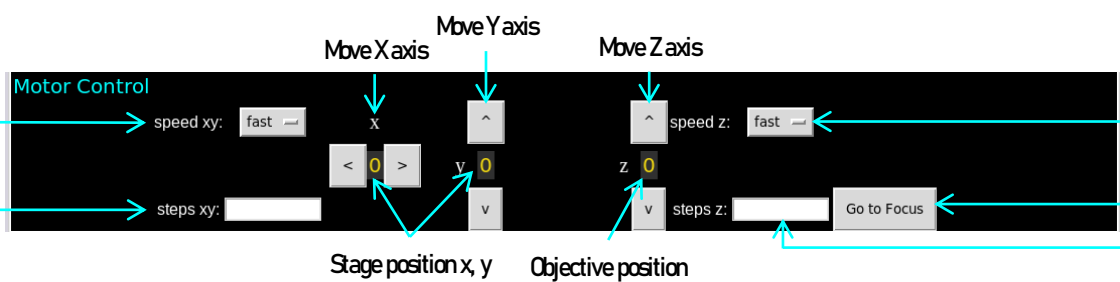 Move Y axis
Move X axis
Move Z axis
Motor Control
speed xy: fast x ^ ^ speed z: fast
< 0 > y 0 z 0
steps xy: v v steps z: Go to Focus
Stage position x, y Objective position